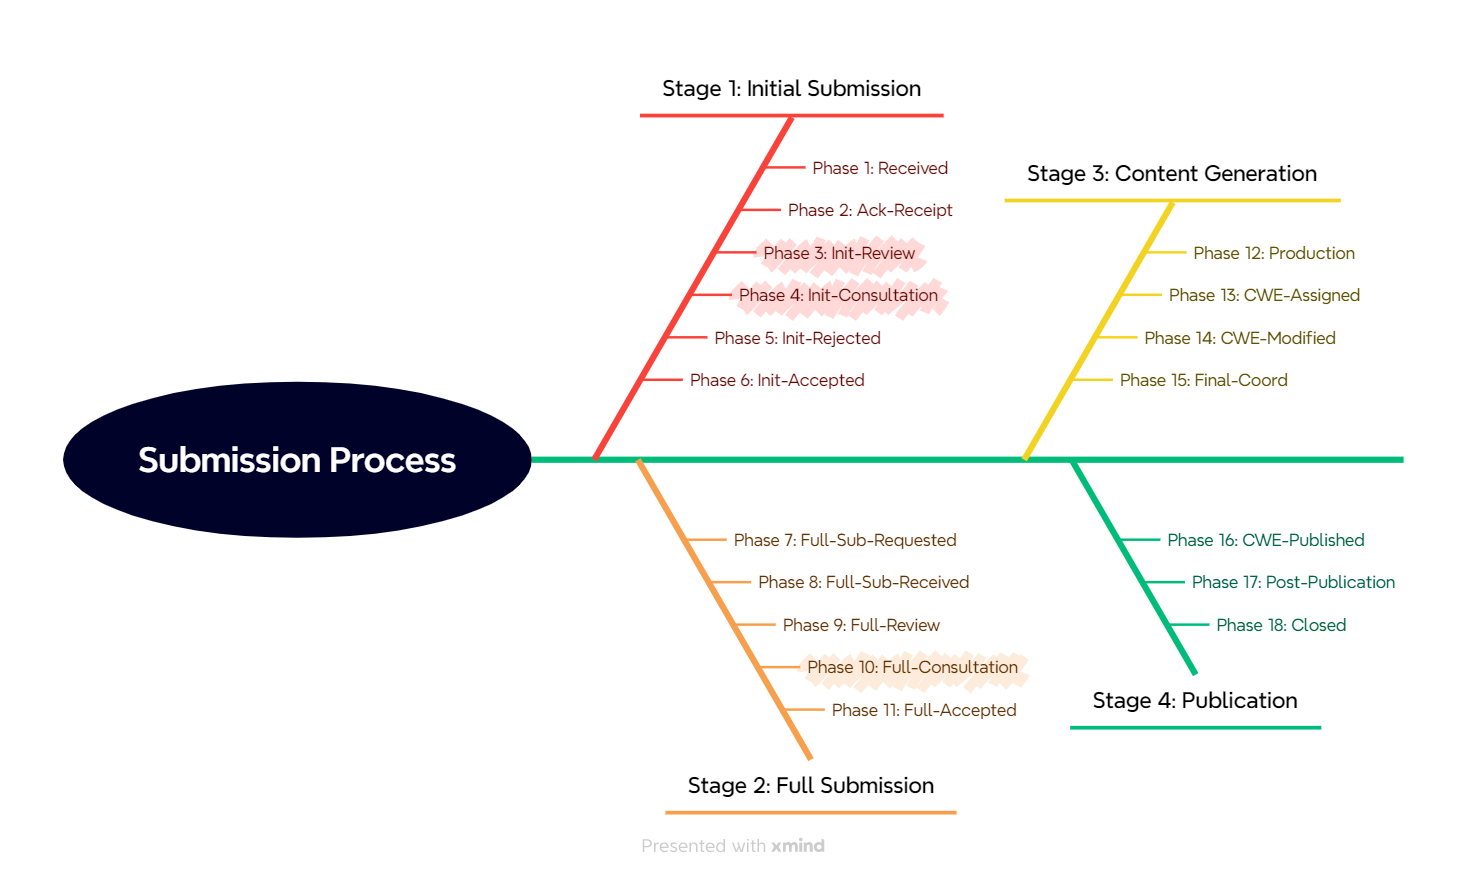 Submission Process
Stage 1: Initial Submission
Phase 1: Received
Phase 2: Ack-Receipt
Phase 3: Init-Review
Phase 4: Init-Consultation
Phase 5: Init-Rejected
Phase 6: Init-Accepted
Phase 7: Full-Sub-Requested
Phase 8: Full-Sub-Received
Phase 9: Full-Review
Phase 10: Full-Consultation
Phase 11: Full-Accepted
Stage 2: Full Submission
Stage 3: Content Generation
Phase 12: Production
Phase 13: CWE-Assigned
Phase 14: CWE-Modified
Phase 15: Final-Coord
Phase 16: CWE-Published
Phase 17: Post-Publication
Phase 18: Closed
Stage 4: Publication
Presented with xmind